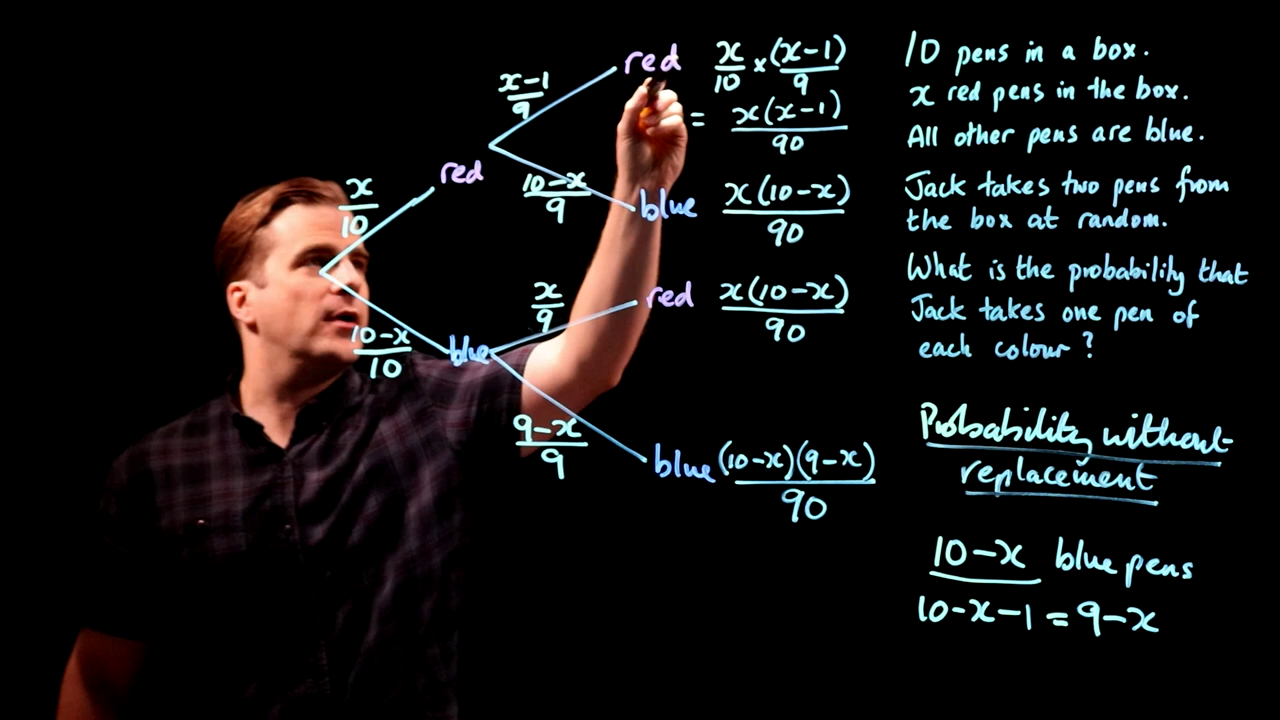 red
x/10 × (x-1)/9
= x(x-1)/90
x-1/9
red
x/10
10-x/9
blue
x(10-x)/90
x/9
red
x(10-x)/90
10-x/10
blue
9-x/9
blue
(10-x)(9-x)/90
10 pens in a box.
x red pens in the box.
All other pens are blue.
Jack takes two pens from
the box at random.
What is the probability that
Jack takes one pen of
each colour?
Probability without
replacement
10-x blue pens
10-x-1=9-x